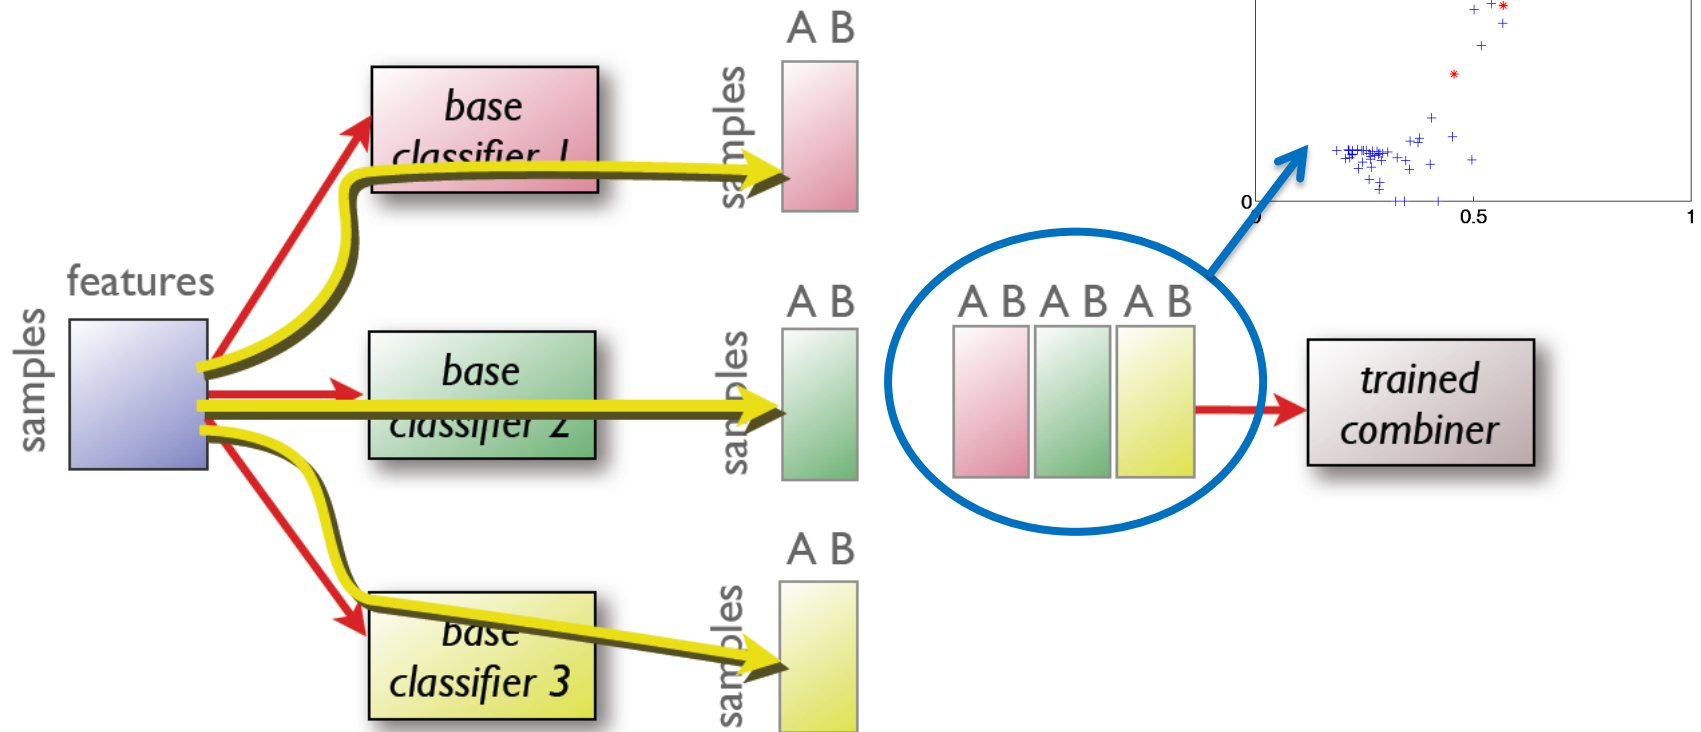 A B
samples
base
classifier 1
0
0
0.5
1
features
samples
A B
samples
base
classifier 2
A B A B A B
trained
combiner
A B
samples
base
classifier 3